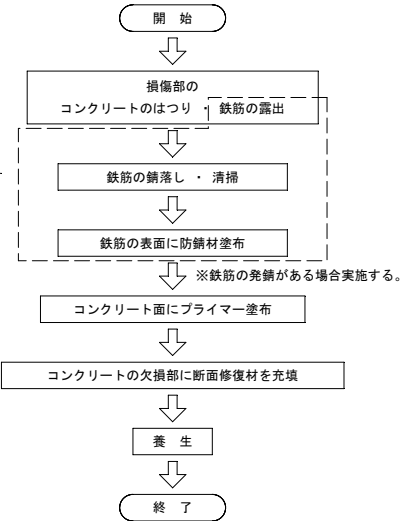 開 始
損傷部の
コンクリートのはつり ・ 鉄筋の露出
鉄筋の錆落し ・ 清掃
鉄筋の表面に防錆材塗布
※鉄筋の発錆がある場合実施する。
コンクリート面にプライマー塗布
コンクリートの欠損部に断面修復材を充填
養 生
終 了